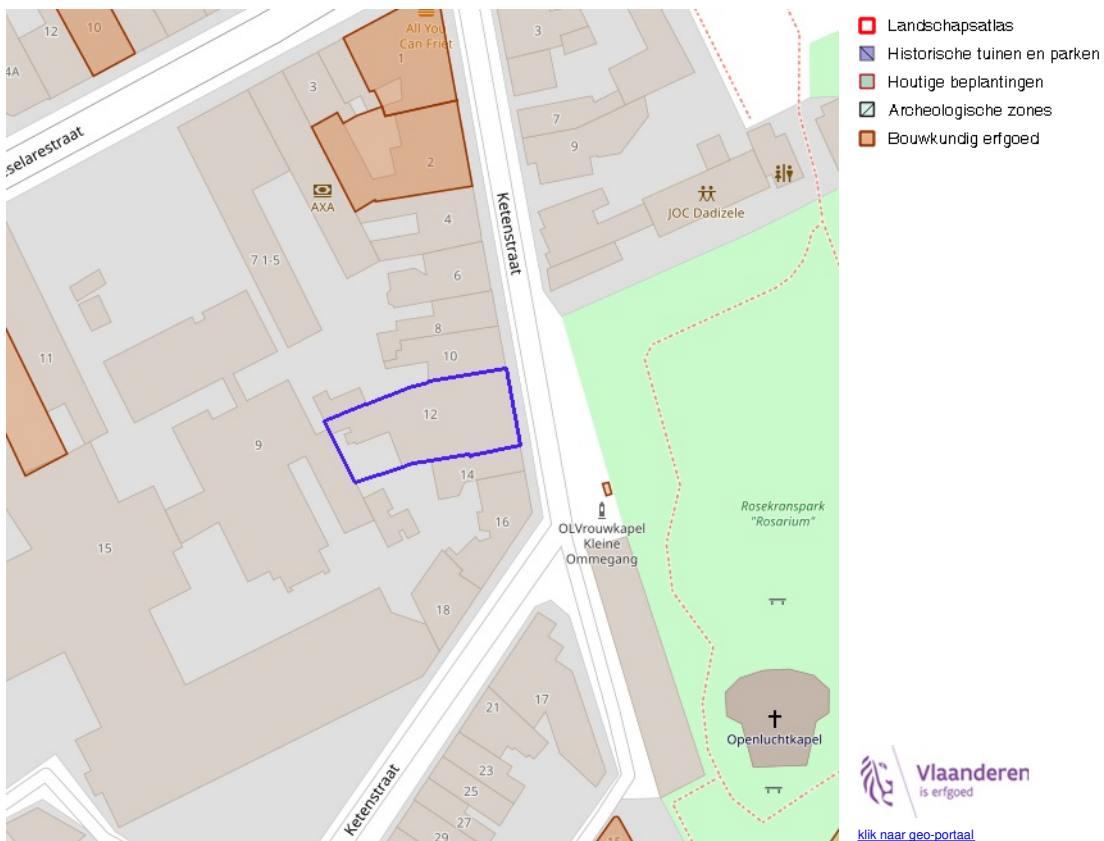 12
10
4A
All You
Can Friet
1
3
3
2
7
9
selarestraat
AXA
Ketenstraat
JOC Dadizele
4
7 1-5
6
8
10
11
12
9
14
16
15
OLVrouwkapel
Kleine
Ommegang
Rosekranspark
"Rosarium"
18
17
21
Openluchtkapel
23
25
27
29
Ketenstraat
Landschapsatlas
Historische tuinen en parken
Houtige beplantingen
Archeologische zones
Bouwkundig erfgoed
Vlaanderen
is erfgoed
klik naar geo-portaal